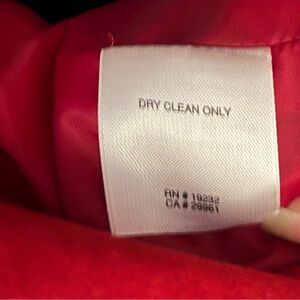 DRY CLEAN ONLY
RN # 19232
CA # 29961